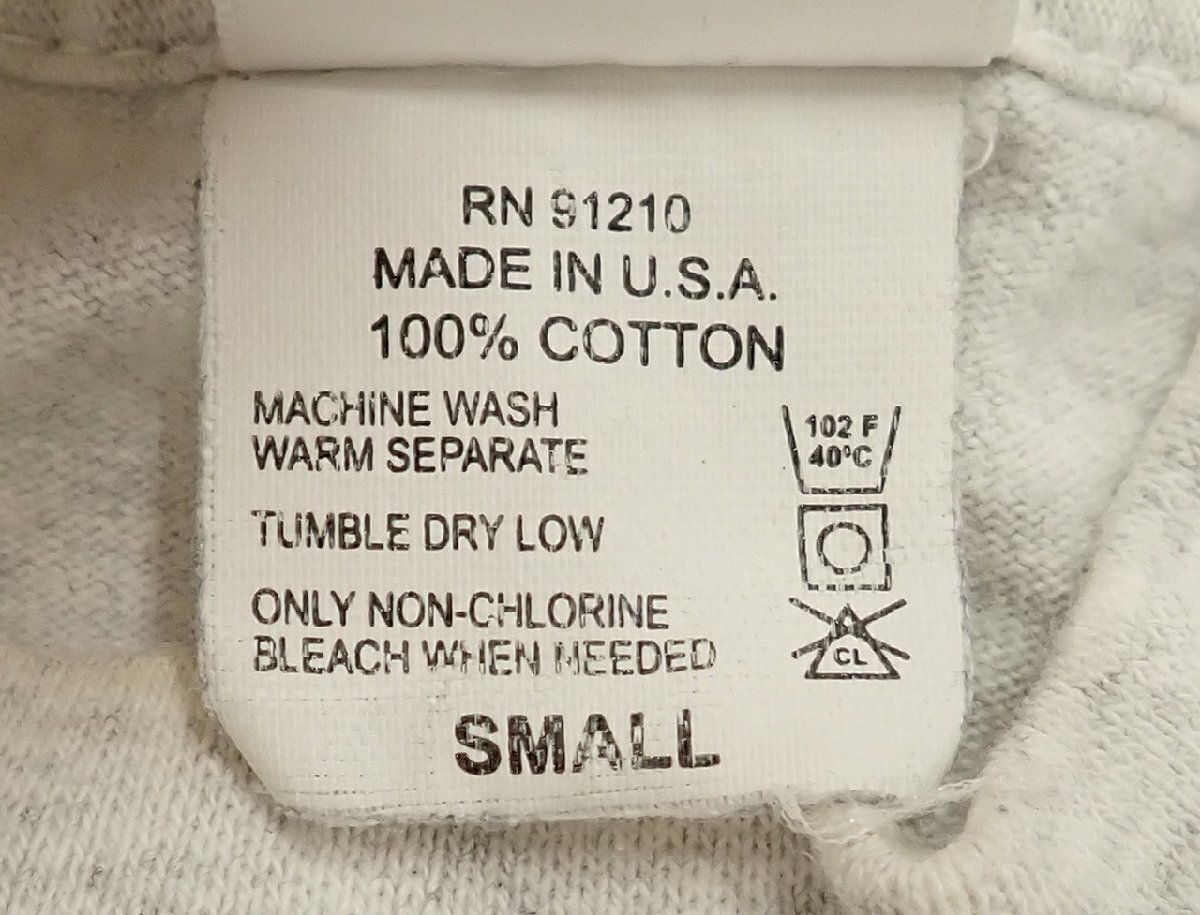 RN 91210
MADE IN U.S.A.
100% COTTON
MACHINE WASH
WARM SEPARATE
102 F
40°C
TUMBLE DRY LOW
ONLY NON-CHLORINE
BLEACH WHEN NEEDED
CL
SMALL